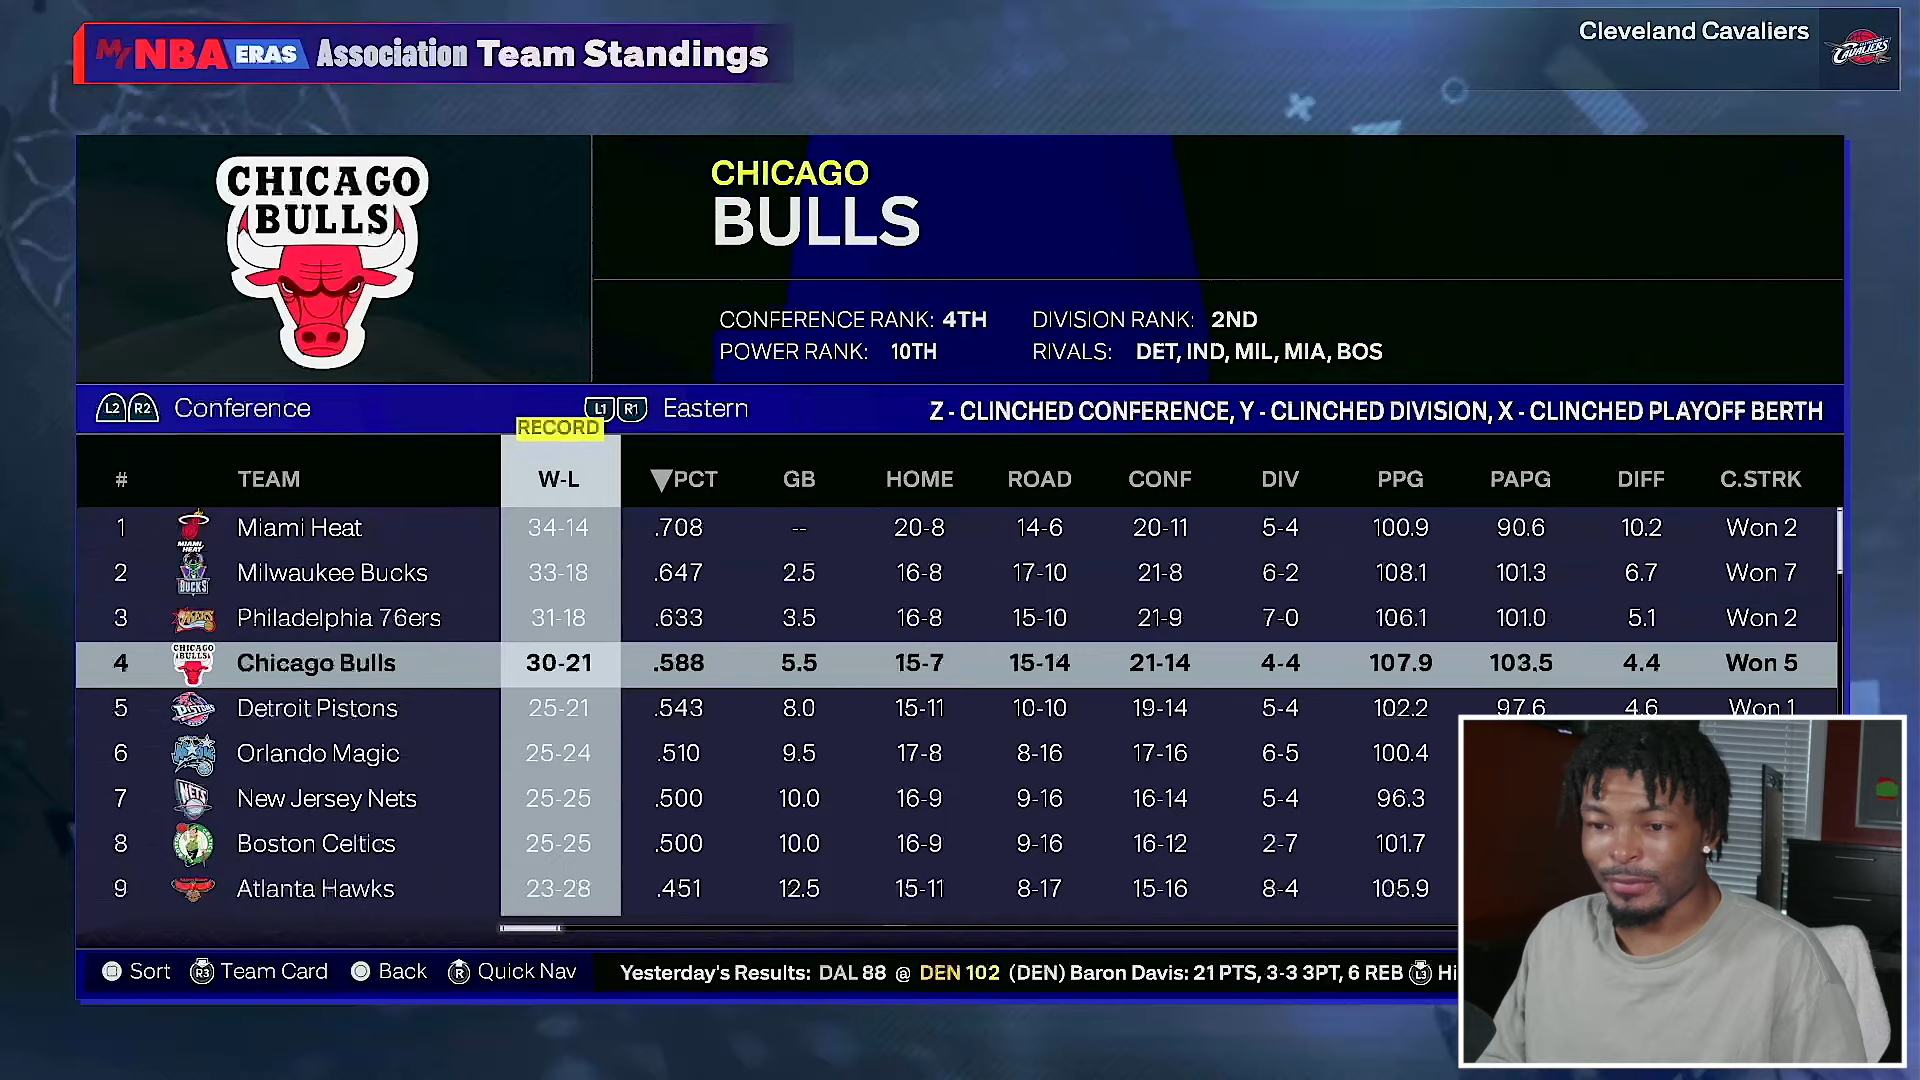 My NBA ERAS Association Team Standings
Cleveland Cavaliers
CAVALIERS
CHICAGO
BULLS
CHICAGO
BULLS
CONFERENCE RANK: 4TH DIVISION RANK: 2ND
POWER RANK: 10TH RIVALS: DET, IND, MIL, MIA, BOS
L2 R2 Conference L1 R1 Eastern Z - CLINCHED CONFERENCE, Y - CLINCHED DIVISION, X - CLINCHED PLAYOFF BERTH
RECORD
# TEAM W-L ▼PCT GB HOME ROAD CONF DIV PPG PAPG DIFF C.STRK
1 MIAMI HEAT Miami Heat 34-14 .708 -- 20-8 14-6 20-11 5-4 100.9 90.6 10.2 Won 2
2 BUCKS Milwaukee Bucks 33-18 .647 2.5 16-8 17-10 21-8 6-2 108.1 101.3 6.7 Won 7
3 Philadelphia 76ers 31-18 .633 3.5 16-8 15-10 21-9 7-0 106.1 101.0 5.1 Won 2
4 CHICAGO BULLS Chicago Bulls 30-21 .588 5.5 15-7 15-14 21-14 4-4 107.9 103.5 4.4 Won 5
5 PISTONS Detroit Pistons 25-21 .543 8.0 15-11 10-10 19-14 5-4 102.2 97.6 4.6 Won 1
6 Orlando Magic 25-24 .510 9.5 17-8 8-16 17-16 6-5 100.4
7 NETS New Jersey Nets 25-25 .500 10.0 16-9 9-16 16-14 5-4 96.3
8 Boston Celtics 25-25 .500 10.0 16-9 9-16 16-12 2-7 101.7
9 Atlanta Hawks 23-28 .451 12.5 15-11 8-17 15-16 8-4 105.9
Sort R3 Team Card Back R Quick Nav Yesterday's Results: DAL 88 @ DEN 102 (DEN) Baron Davis: 21 PTS, 3-3 3PT, 6 REB L3